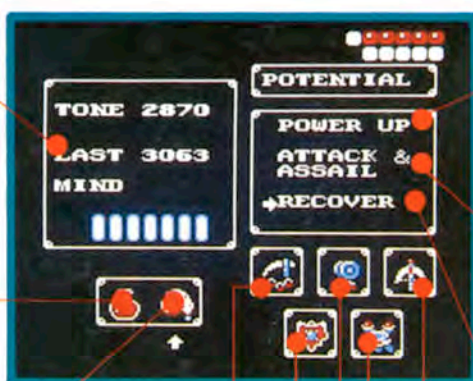 POTENTIAL
TONE 2870
LAST 3063
MIND
POWER UP
ATTACK &
ASSAIL
RECOVER